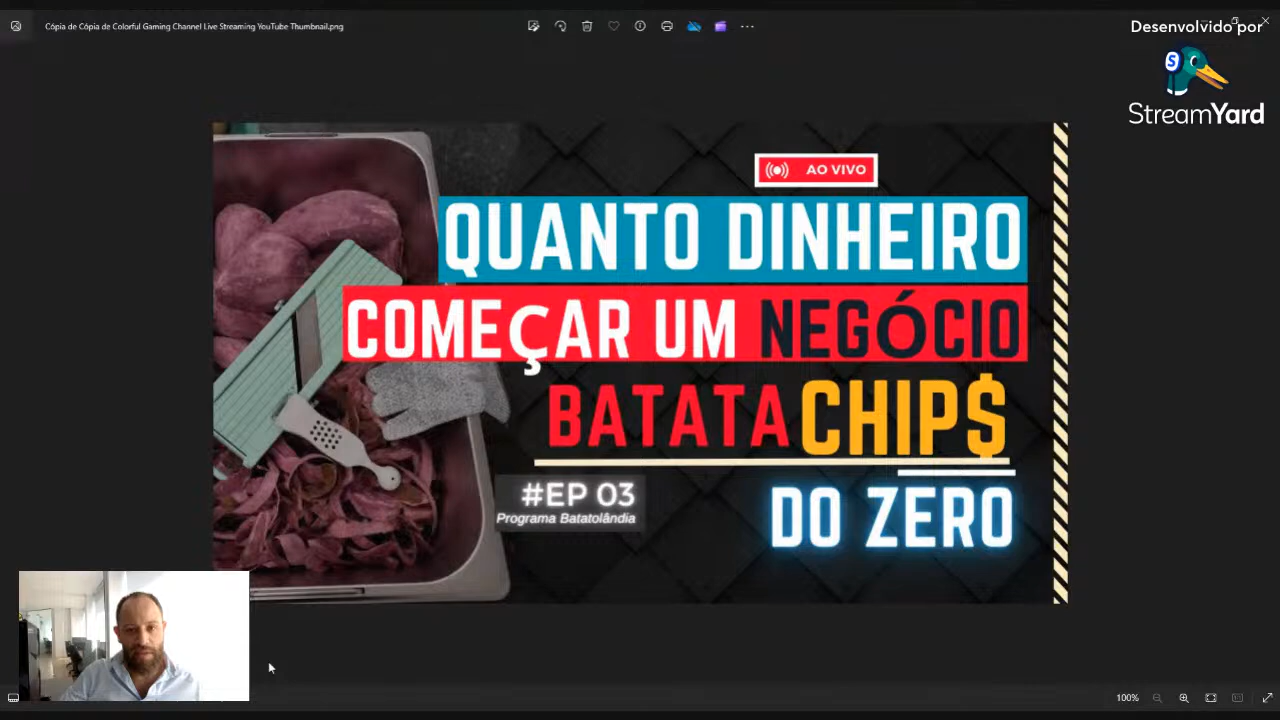 Cópia de Cópia de Colorful Gaming Channel Live Streaming YouTube Thumbnail.png
Desenvolvido por
S
StreamYard
AO VIVO
QUANTO DINHEIRO
COMEÇAR UM NEGÓCIO
BATATA CHIP$
#EP 03
Programa Batatolândia
DO ZERO
100%